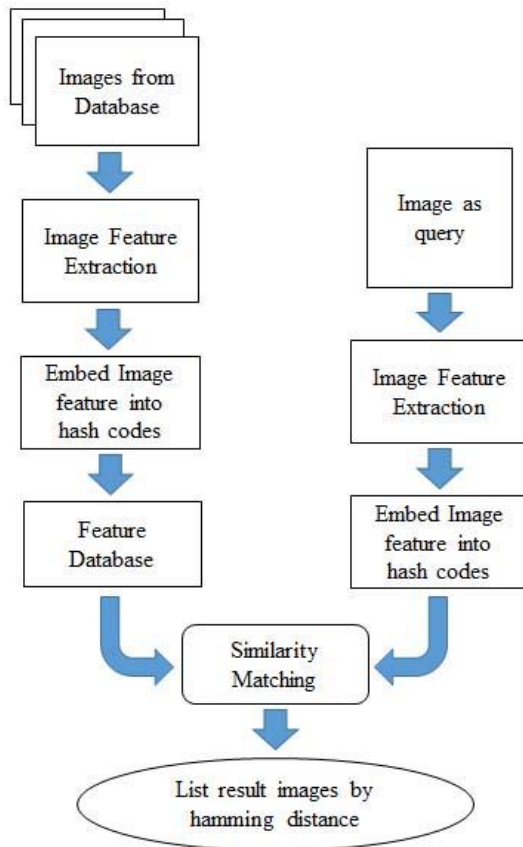 Images from
Database
Image Feature
Extraction
Embed Image
feature into
hash codes
Feature
Database
Image as
query
Image Feature
Extraction
Embed Image
feature into
hash codes
Similarity
Matching
List result images by
hamming distance